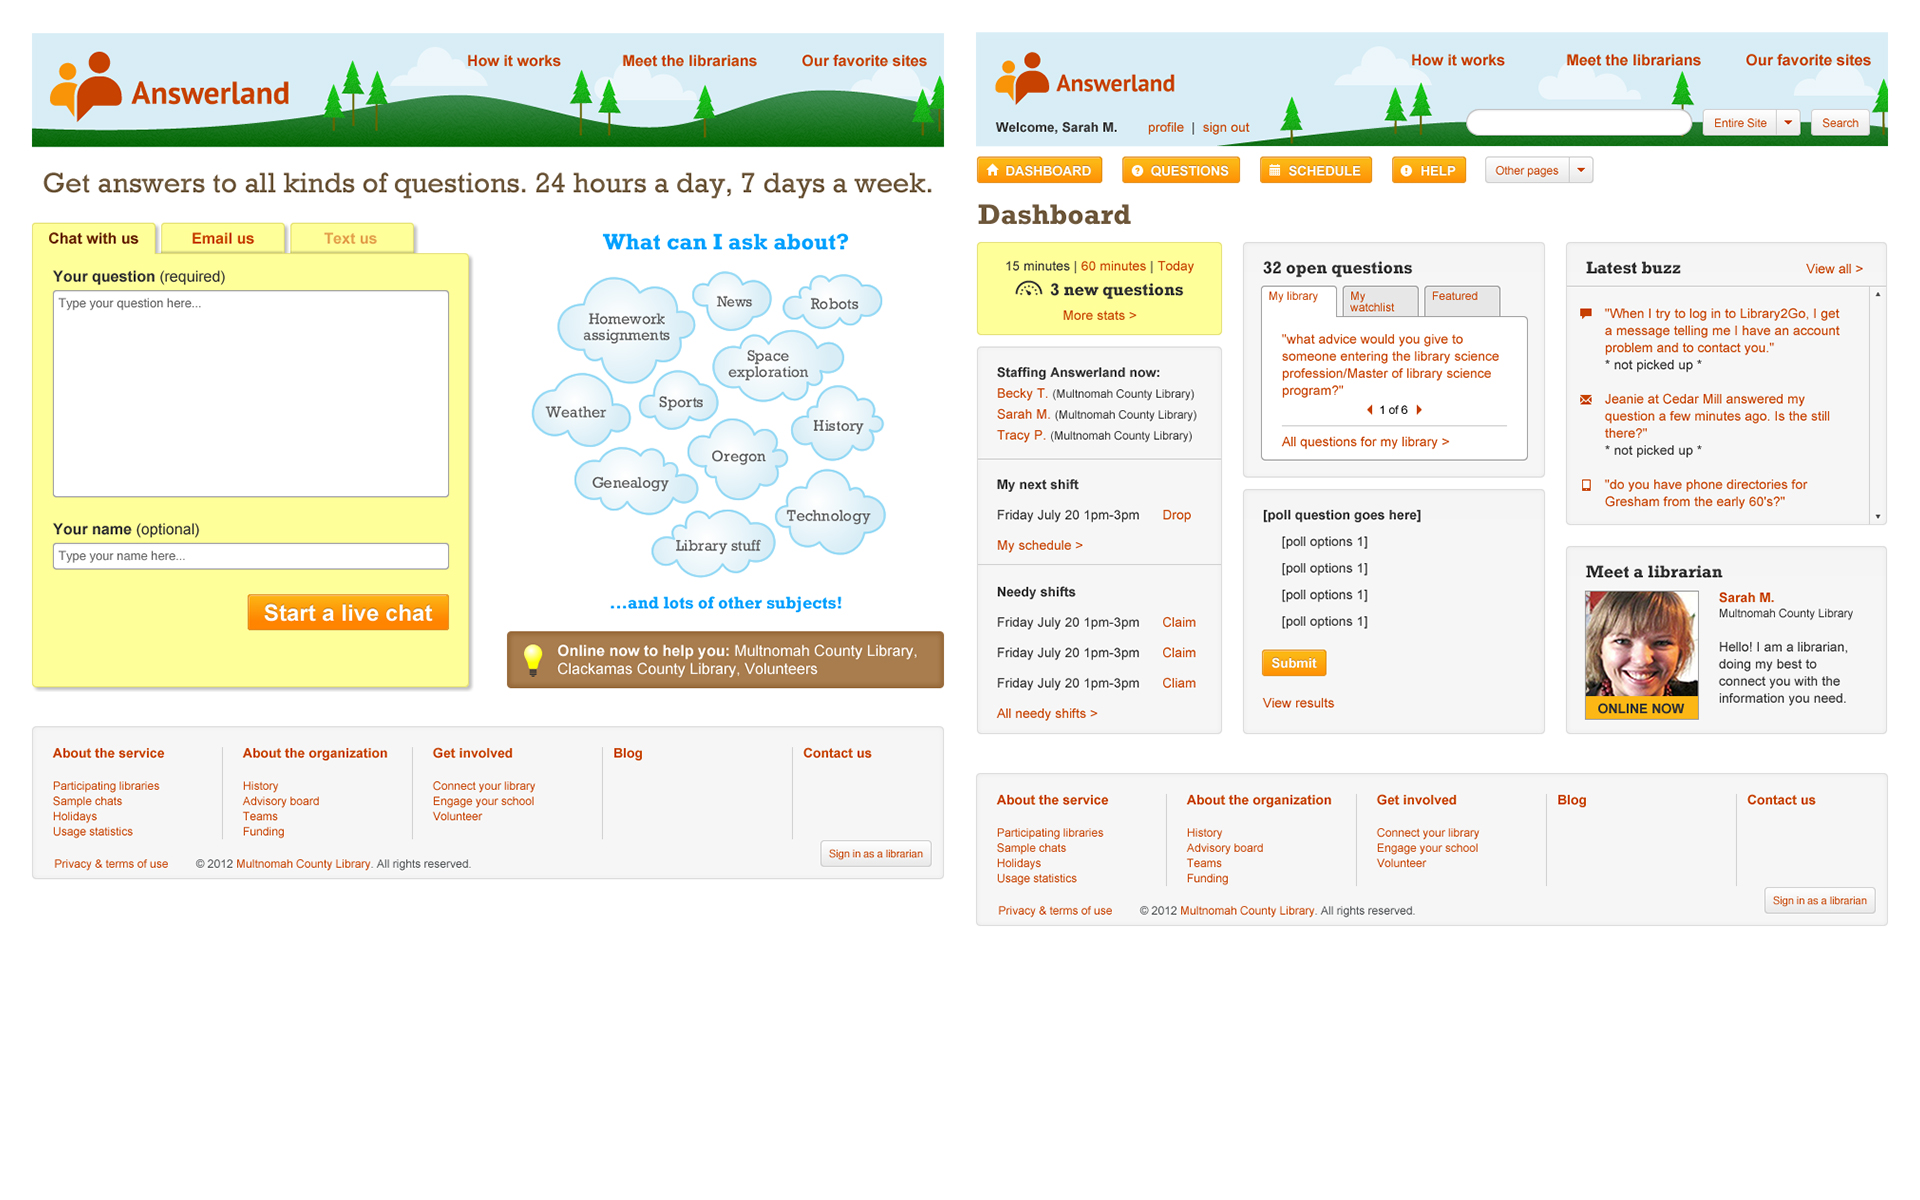 Answerland
How it works
Meet the librarians
Our favorite sites
Get answers to all kinds of questions. 24 hours a day, 7 days a week.
Chat with us
Email us
Text us
Your question (required)
Type your question here...
Your name (optional)
Type your name here...
Start a live chat
What can I ask about?
News
Robots
Homework
assignments
Space
exploration
Weather
Sports
History
Oregon
Genealogy
Technology
Library stuff
...and lots of other subjects!
Online now to help you: Multnomah County Library,
Clackamas County Library, Volunteers
About the service
Participating libraries
Sample chats
Holidays
Usage statistics
About the organization
History
Advisory board
Teams
Funding
Get involved
Connect your library
Engage your school
Volunteer
Blog
Contact us
Privacy & terms of use
© 2012 Multnomah County Library. All rights reserved.
Sign in as a librarian
Answerland
How it works
Meet the librarians
Our favorite sites
Welcome, Sarah M.
profile | sign out
Entire Site
Search
DASHBOARD
QUESTIONS
SCHEDULE
HELP
Other pages
Dashboard
15 minutes | 60 minutes | Today
3 new questions
More stats >
Staffing Answerland now:
Becky T. (Multnomah County Library)
Sarah M. (Multnomah County Library)
Tracy P. (Multnomah County Library)
My next shift
Friday July 20 1pm-3pm Drop
My schedule >
Needy shifts
Friday July 20 1pm-3pm Claim
Friday July 20 1pm-3pm Claim
Friday July 20 1pm-3pm Cliam
All needy shifts >
32 open questions
My library
My
watchlist
Featured
"what advice would you give to
someone entering the library science
profession/Master of library science
program?"
1 of 6
All questions for my library >
[poll question goes here]
[poll options 1]
[poll options 1]
[poll options 1]
[poll options 1]
Submit
View results
Latest buzz
View all >
"When I try to log in to Library2Go, I get
a message telling me I have an account
problem and to contact you."
* not picked up *
Jeanie at Cedar Mill answered my
question a few minutes ago. Is the still
there?"
* not picked up *
"do you have phone directories for
Gresham from the early 60's?"
Meet a librarian
ONLINE NOW
Sarah M.
Multnomah County Library
Hello! I am a librarian,
doing my best to
connect you with the
information you need.
About the service
Participating libraries
Sample chats
Holidays
Usage statistics
About the organization
History
Advisory board
Teams
Funding
Get involved
Connect your library
Engage your school
Volunteer
Blog
Contact us
Privacy & terms of use
© 2012 Multnomah County Library. All rights reserved.
Sign in as a librarian